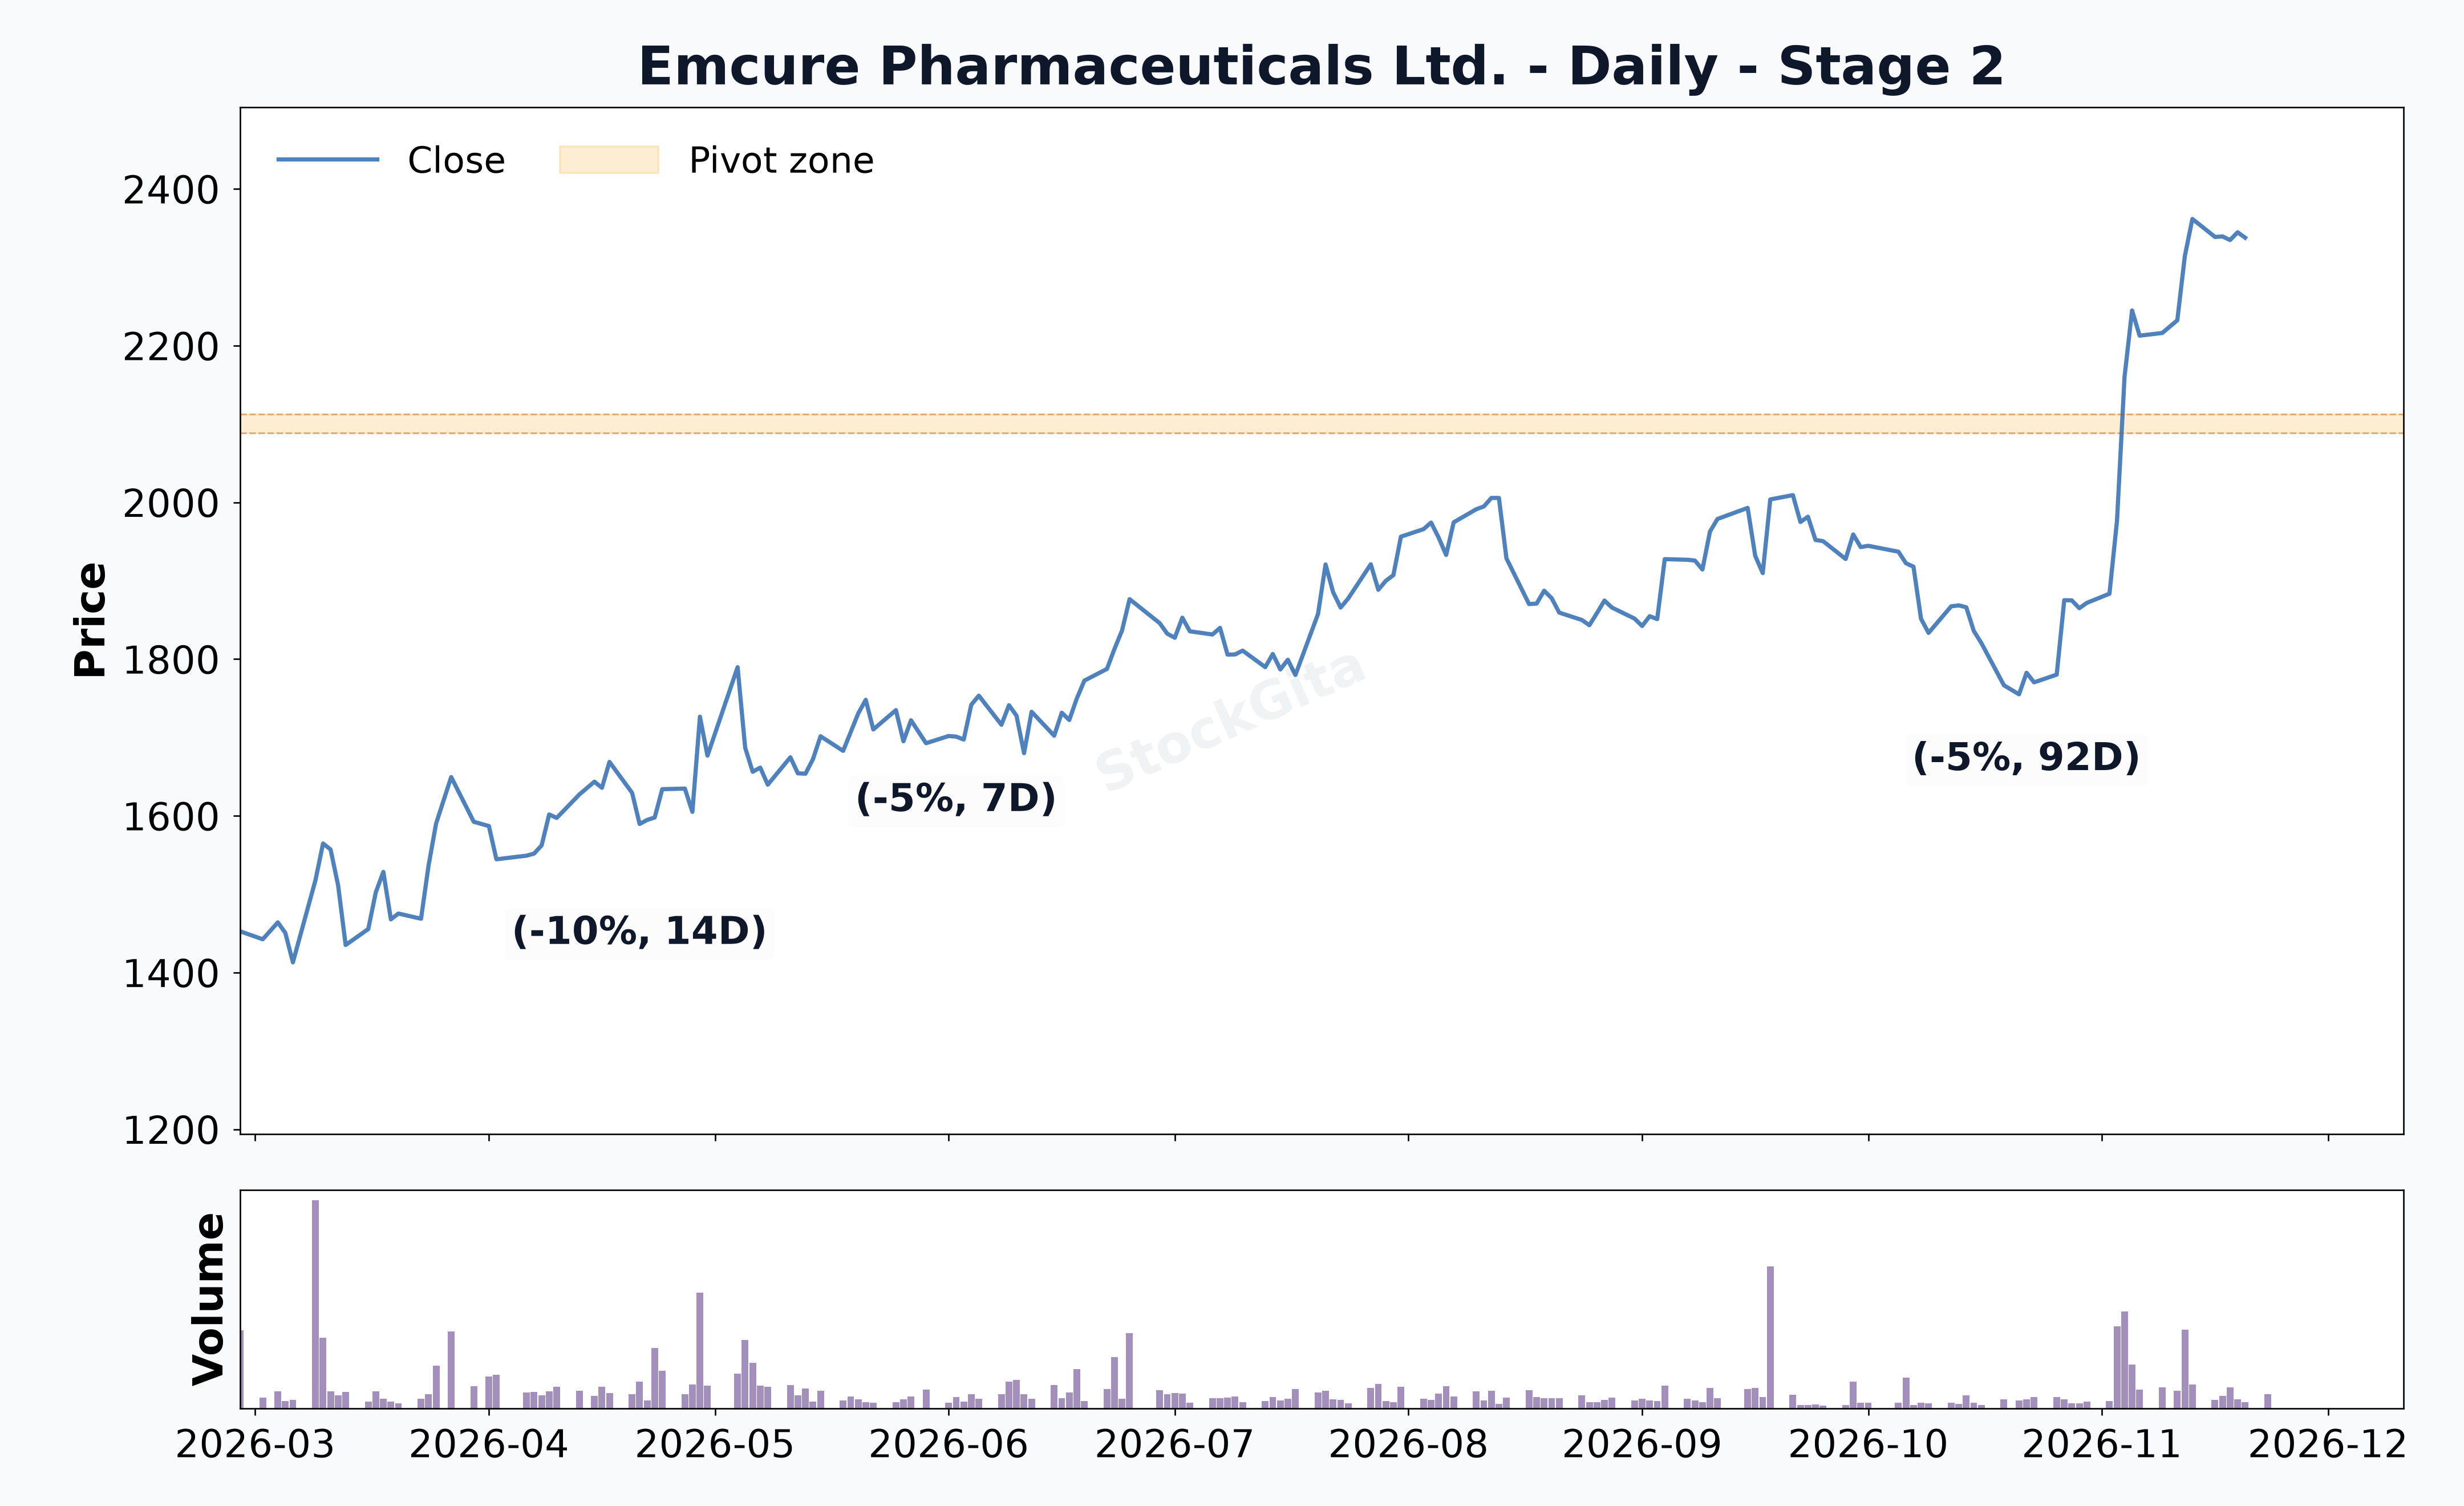 Emcure Pharmaceuticals Ltd. - Daily - Stage 2
Close
Pivot zone
2400
2200
2000
1800
1600
1400
1200
Price
StockGita
(-10%, 14D)
(-5%, 7D)
(-5%, 92D)
Volume
2026-03
2026-04
2026-05
2026-06
2026-07
2026-08
2026-09
2026-10
2026-11
2026-12